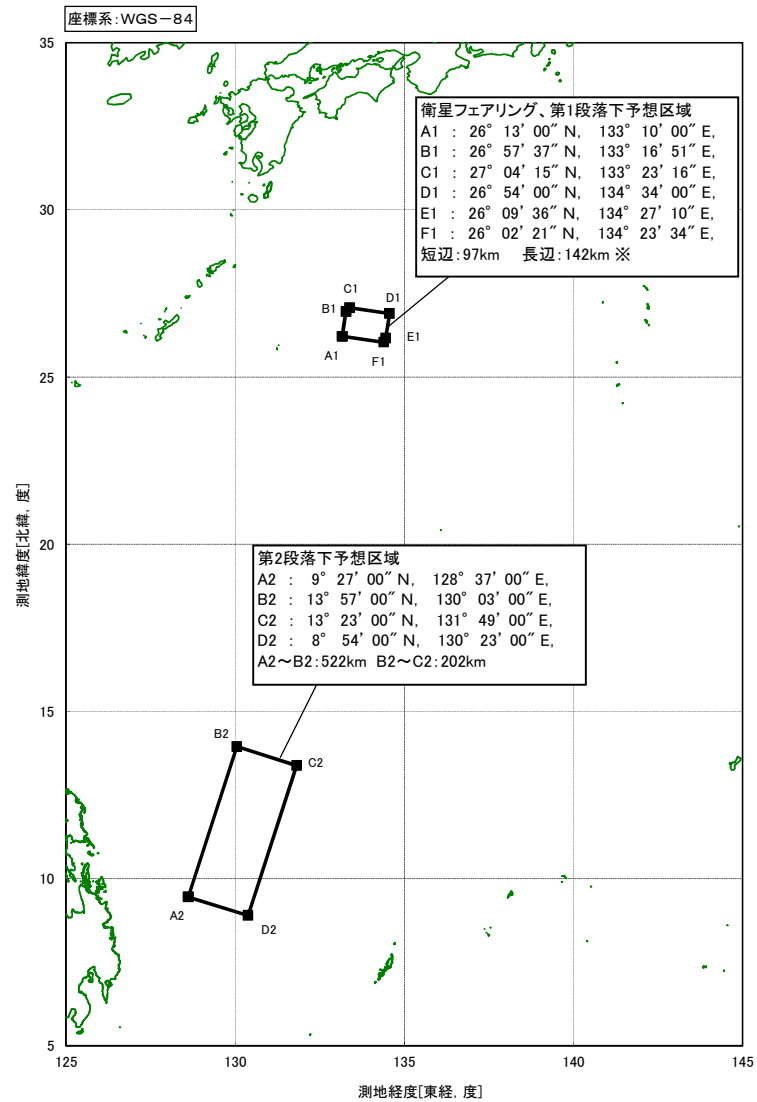 座標系:WGS-84
35
衛星フェアリング、第1段落下予想区域
A1 : 26° 13′ 00″ N, 133° 10′ 00″ E,
B1 : 26° 57′ 37″ N, 133° 16′ 51″ E,
C1 : 27° 04′ 15″ N, 133° 23′ 16″ E,
D1 : 26° 54′ 00″ N, 134° 34′ 00″ E,
E1 : 26° 09′ 36″ N, 134° 27′ 10″ E,
F1 : 26° 02′ 21″ N, 134° 23′ 34″ E,
短辺:97km 長辺:142km ※
30
C1
D1
B1
E1
A1
F1
25
測地緯度[北緯, 度]
20
第2段落下予想区域
A2 : 9° 27′ 00″ N, 128° 37′ 00″ E,
B2 : 13° 57′ 00″ N, 130° 03′ 00″ E,
C2 : 13° 23′ 00″ N, 131° 49′ 00″ E,
D2 : 8° 54′ 00″ N, 130° 23′ 00″ E,
A2~B2:522km B2~C2:202km
15
B2
C2
10
A2
D2
5
125 130 135 140 145
測地経度[東経, 度]